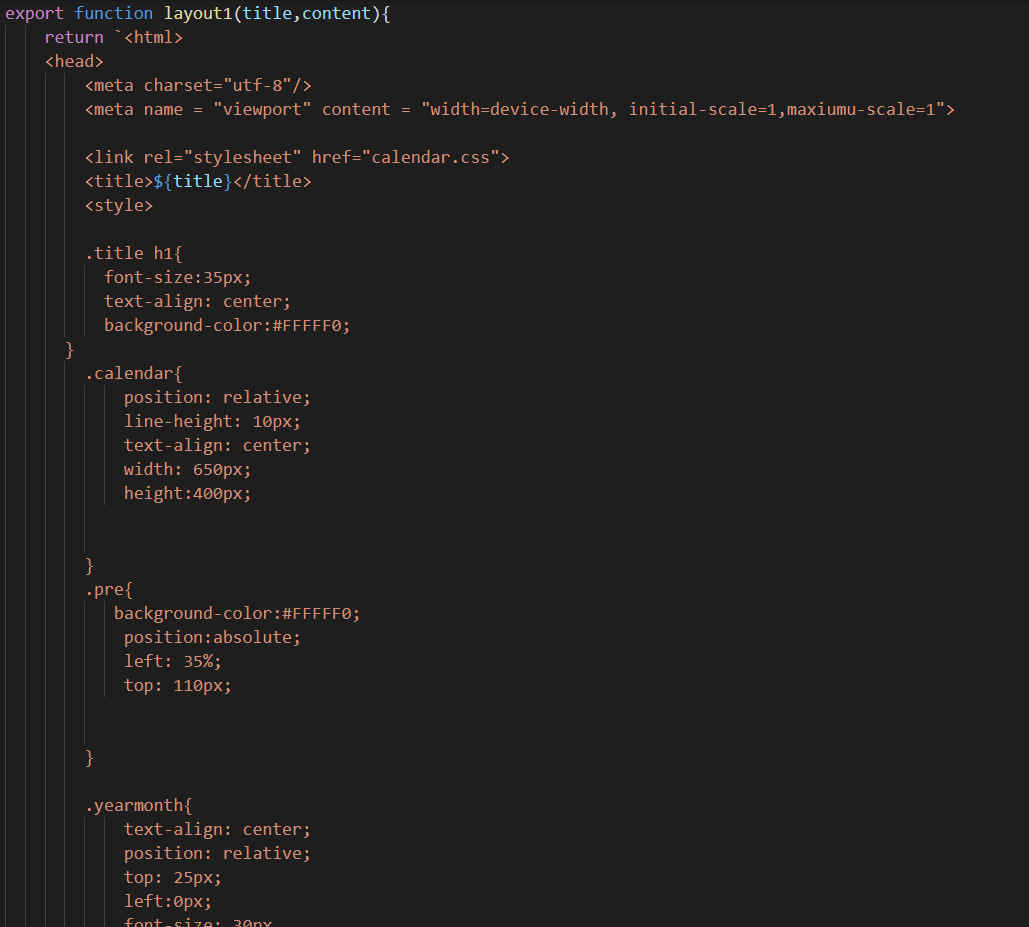 export function layout1(title,content){
return `<html>
<head>
<meta charset="utf-8"/>
<meta name = "viewport" content = "width=device-width, initial-scale=1,maxiumu-scale=1">
<link rel="stylesheet" href="calendar.css">
<title>${title}</title>
<style>
.title h1{
font-size:35px;
text-align: center;
background-color:#FFFFF0;
}
.calendar{
position: relative;
line-height: 10px;
text-align: center;
width: 650px;
height:400px;
}
.pre{
background-color:#FFFFF0;
position:absolute;
left: 35%;
top: 110px;
}
.yearmonth{
text-align: center;
position: relative;
top: 25px;
left:0px;
font-size: 30px